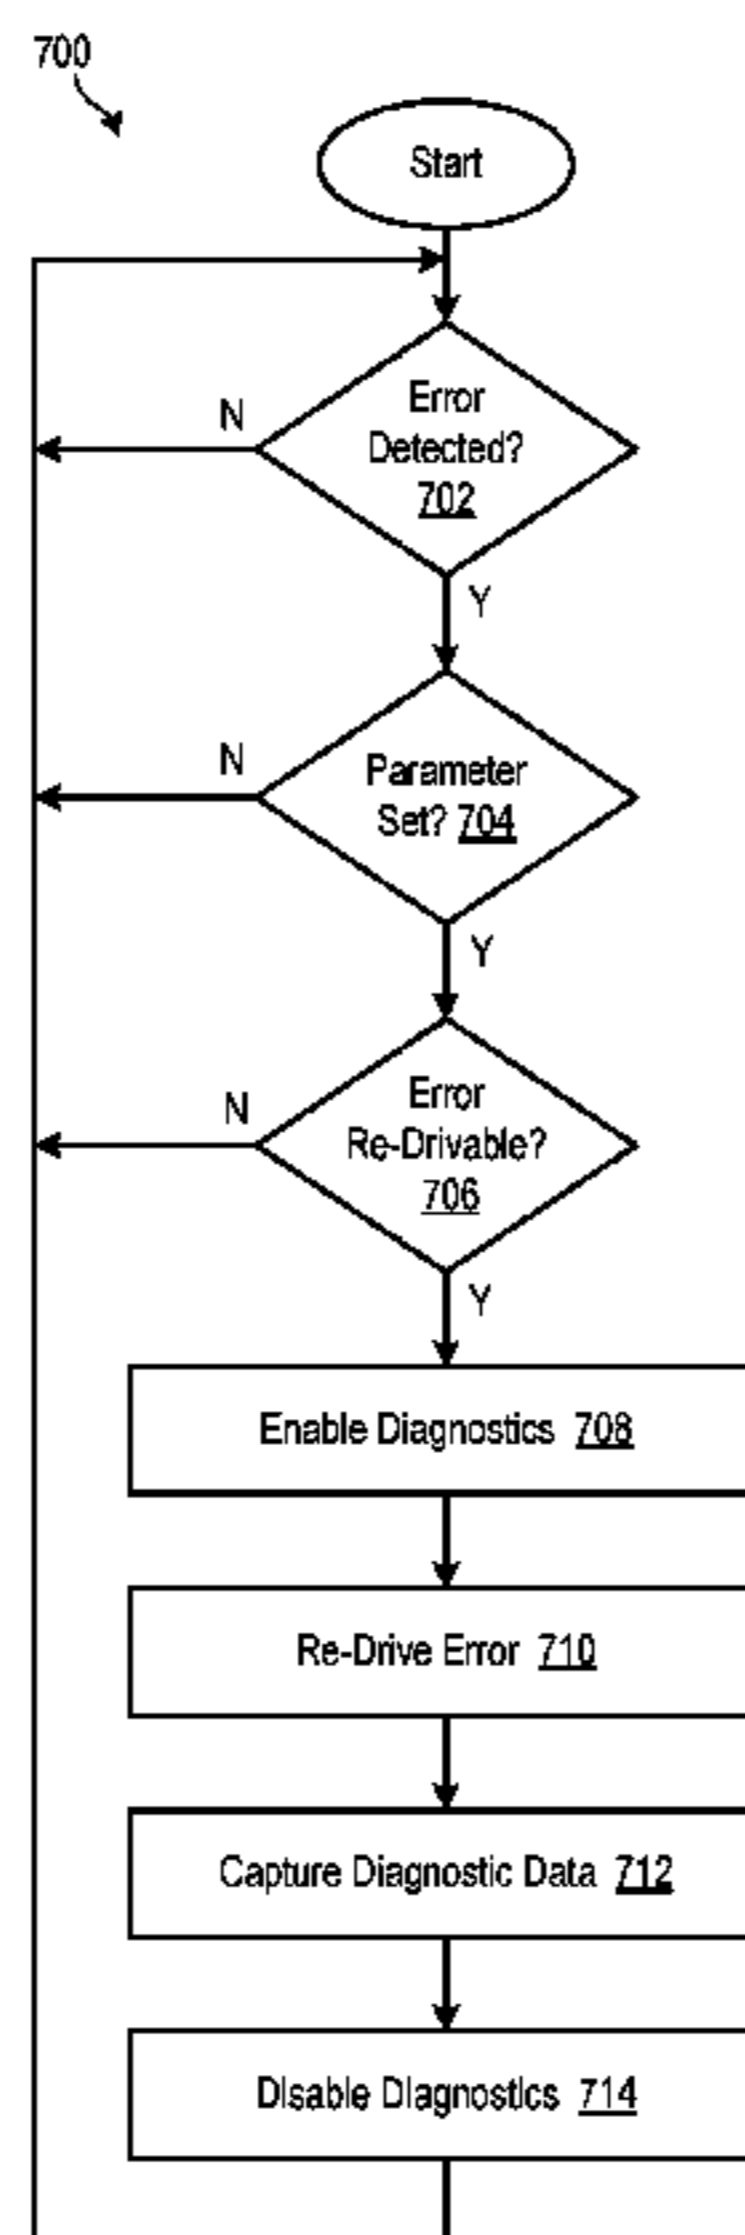 700
Start
N
Error
Detected?
702
Y
N
Parameter
Set? 704
Y
N
Error
Re-Drivable?
706
Y
Enable Diagnostics 708
Re-Drive Error 710
Capture Diagnostic Data 712
Disable Diagnostics 714